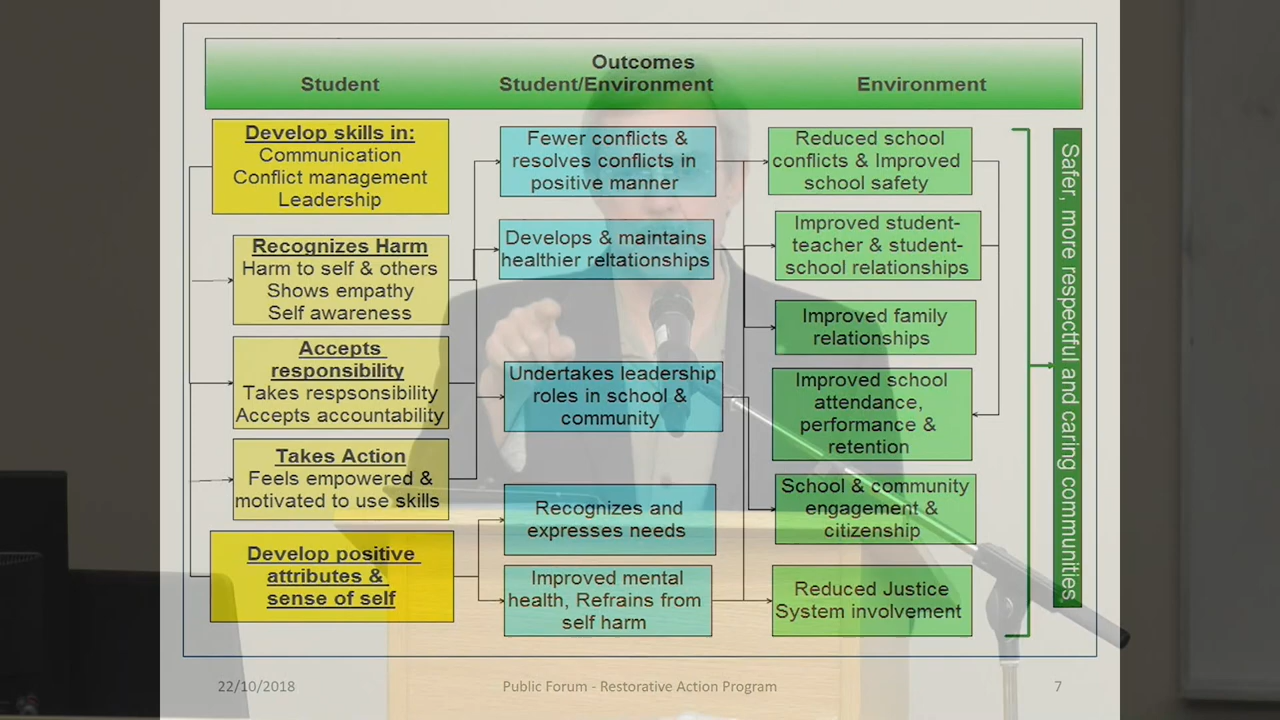 Outcomes
Student Student/Environment Environment
Develop skills in:
Communication
Conflict management
Leadership
Recognizes Harm
Harm to self & others
Shows empathy
Self awareness
Accepts
responsibility
Takes respsonsibility
Accepts accountability
Takes Action
Feels empowered &
motivated to use skills
Develop positive
attributes &
sense of self
Fewer conflicts &
resolves conflicts in
positive manner
Develops & maintains
healthier reltationships
Undertakes leadership
roles in school &
community
Recognizes and
expresses needs
Improved mental
health, Refrains from
self harm
Reduced school
conflicts & Improved
school safety
Improved student-
teacher & student-
school relationships
Improved family
relationships
Improved school
attendance,
performance &
retention
School & community
engagement &
citizenship
Reduced Justice
System involvement
Safer, more respectful and caring communities
22/10/2018
Public Forum - Restorative Action Program
7